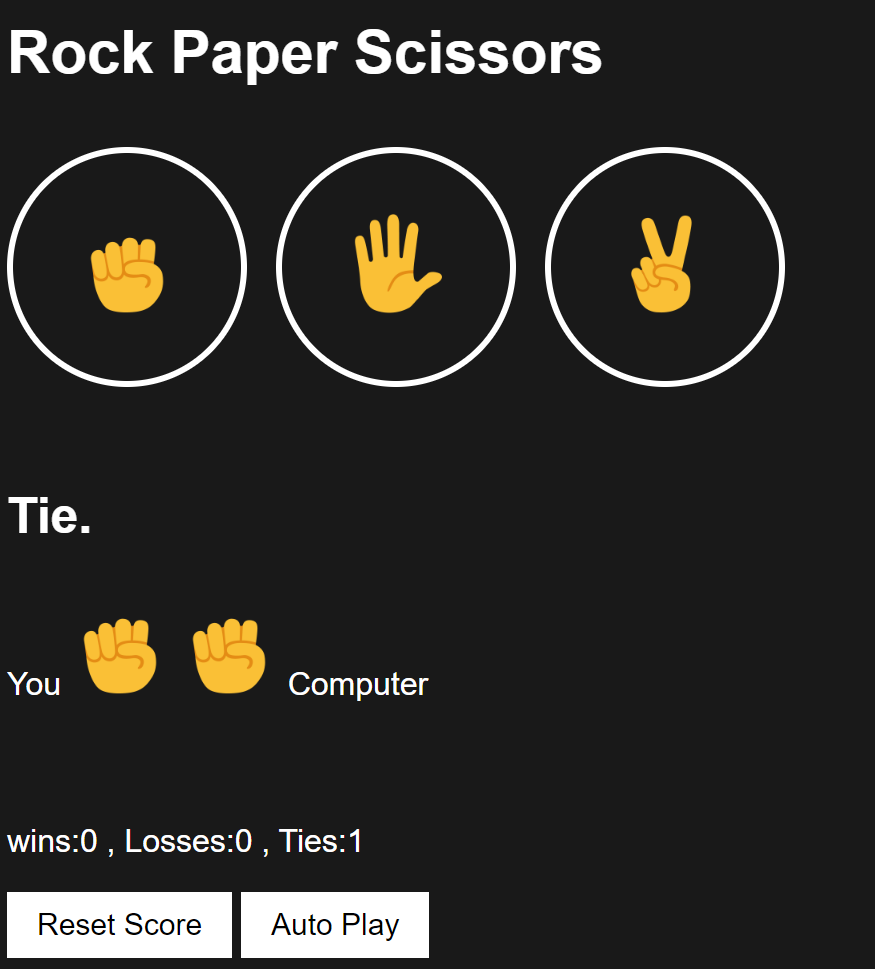 Rock Paper Scissors
Tie.
You Computer
wins:0 , Losses:0 , Ties:1
Reset Score Auto Play